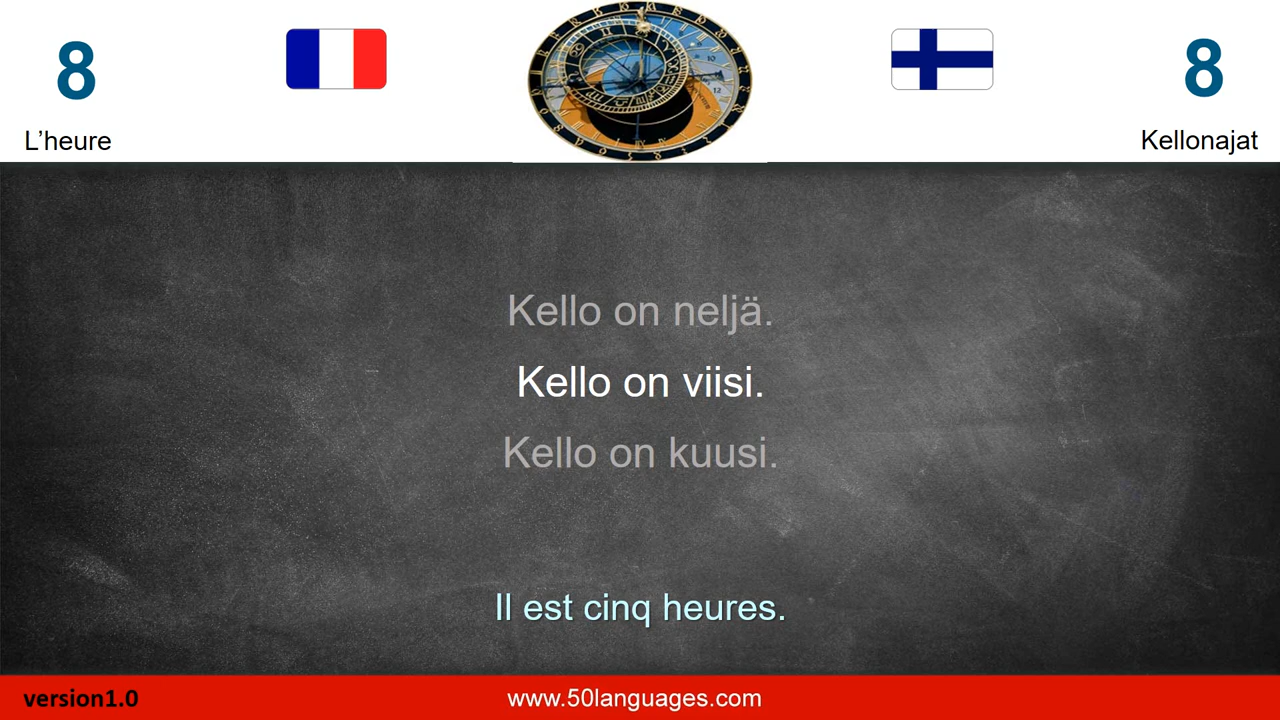 8
8
L’heure
Kellonajat
Kello on neljä.
Kello on viisi.
Kello on kuusi.
Il est cinq heures.
version1.0
www.50languages.com